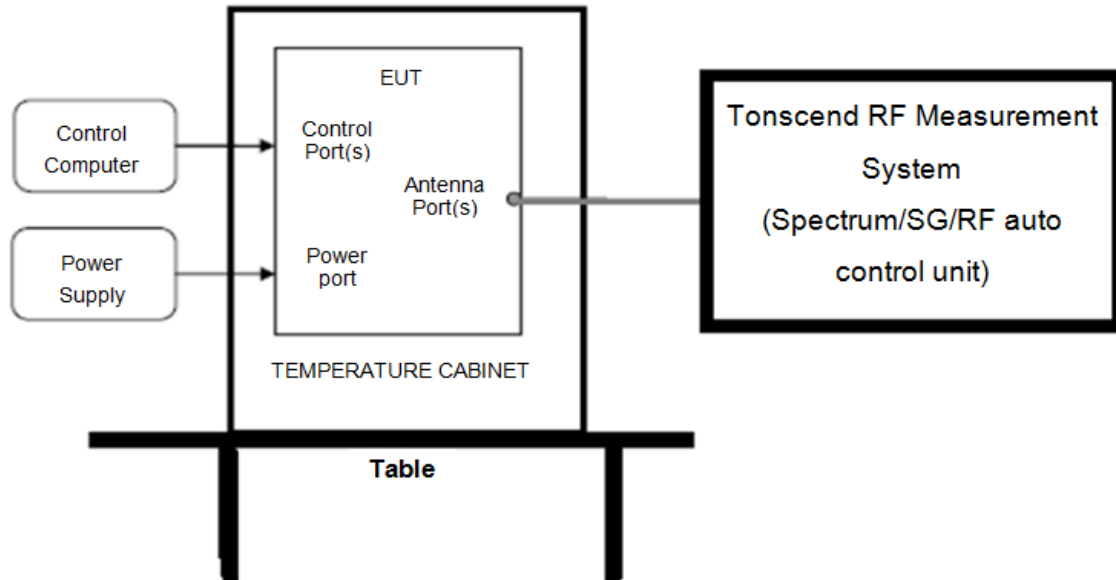 EUT
Control
Computer
Control
Port(s)
Antenna
Port(s)
Power
Supply
Power
port
TEMPERATURE CABINET
Table
Tonscend RF Measurement
System
(Spectrum/SG/RF auto
control unit)